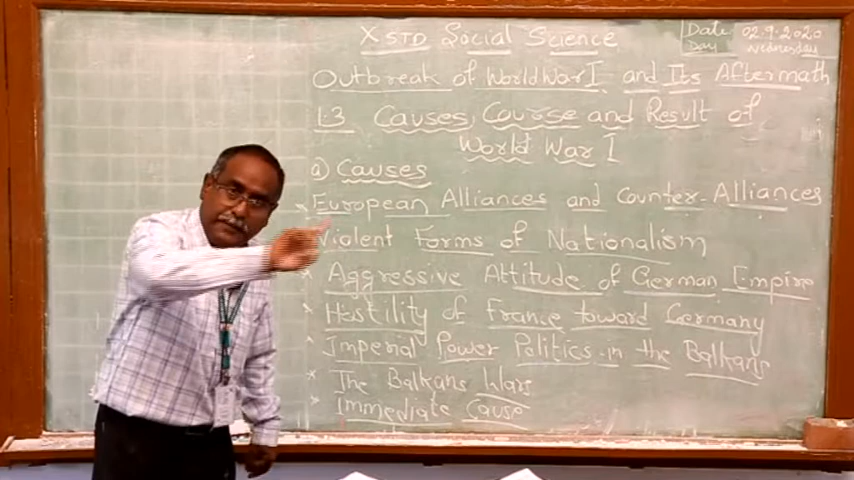 X STD Social Science
Date 02.9.2020
Day Wednesday
Outbreak of World War I and Its Aftermath
1.3 Causes, Course and Result of
World War I
a) Causes
* European Alliances and Counter-Alliances
* Violent Forms of Nationalism
* Aggressive Attitude of German Empire
* Hostility of France toward Germany
* Imperial Power Politics in the Balkans
* The Balkans Wars
* Immediate Cause